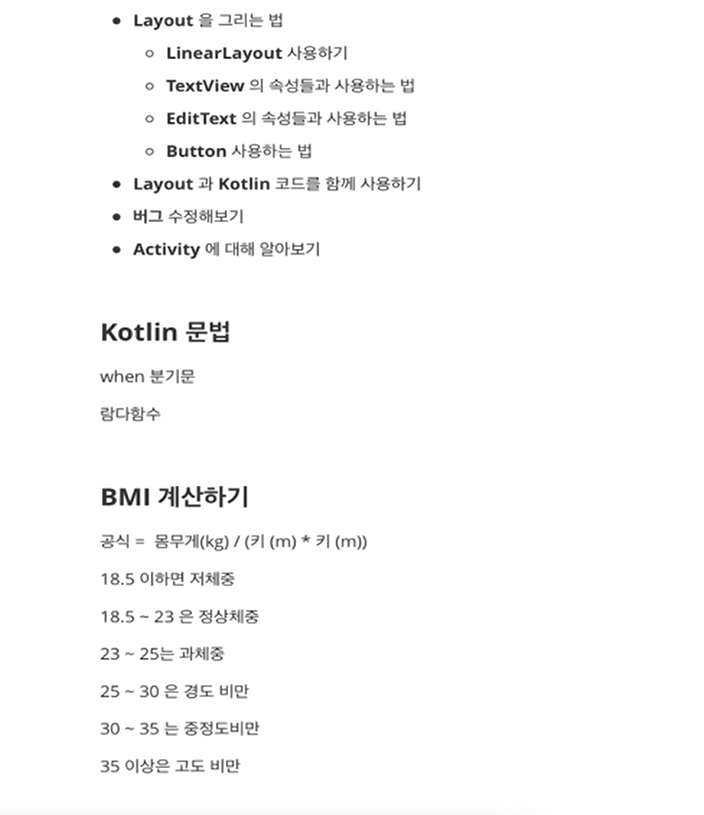 Layout 을 그리는 법
LinearLayout 사용하기
TextView 의 속성들과 사용하는 법
EditText 의 속성들과 사용하는 법
Button 사용하는 법
Layout 과 Kotlin 코드를 함께 사용하기
버그 수정해보기
Activity 에 대해 알아보기
Kotlin 문법
when 분기문
람다함수
BMI 계산하기
공식 = 몸무게(kg) / (키 (m) * 키 (m))
18.5 이하면 저체중
18.5 ~ 23 은 정상체중
23 ~ 25는 과체중
25 ~ 30 은 경도 비만
30 ~ 35 는 중정도비만
35 이상은 고도 비만